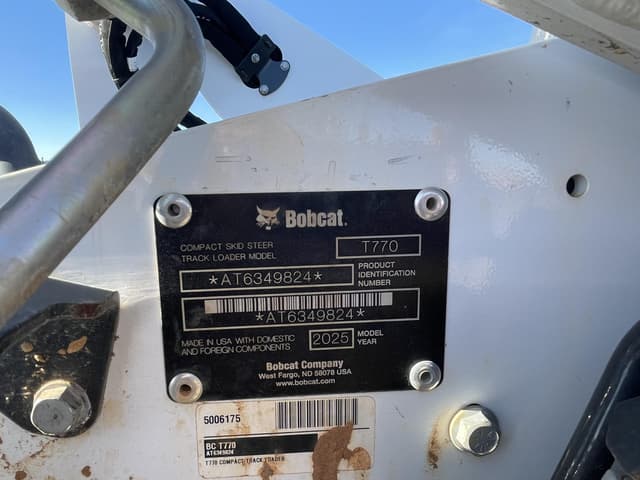 Bobcat.
COMPACT SKID STEER
TRACK LOADER MODEL
T770
*AT6349824*
PRODUCT
IDENTIFICATION
NUMBER
*AT6349824*
MADE IN USA WITH DOMESTIC
AND FOREIGN COMPONENTS
2025
MODEL
YEAR
Bobcat Company
West Fargo, ND 58078 USA
www.bobcat.com
5006175
BC T770
AT6349824
T770 COMPACT TRACK LOADER